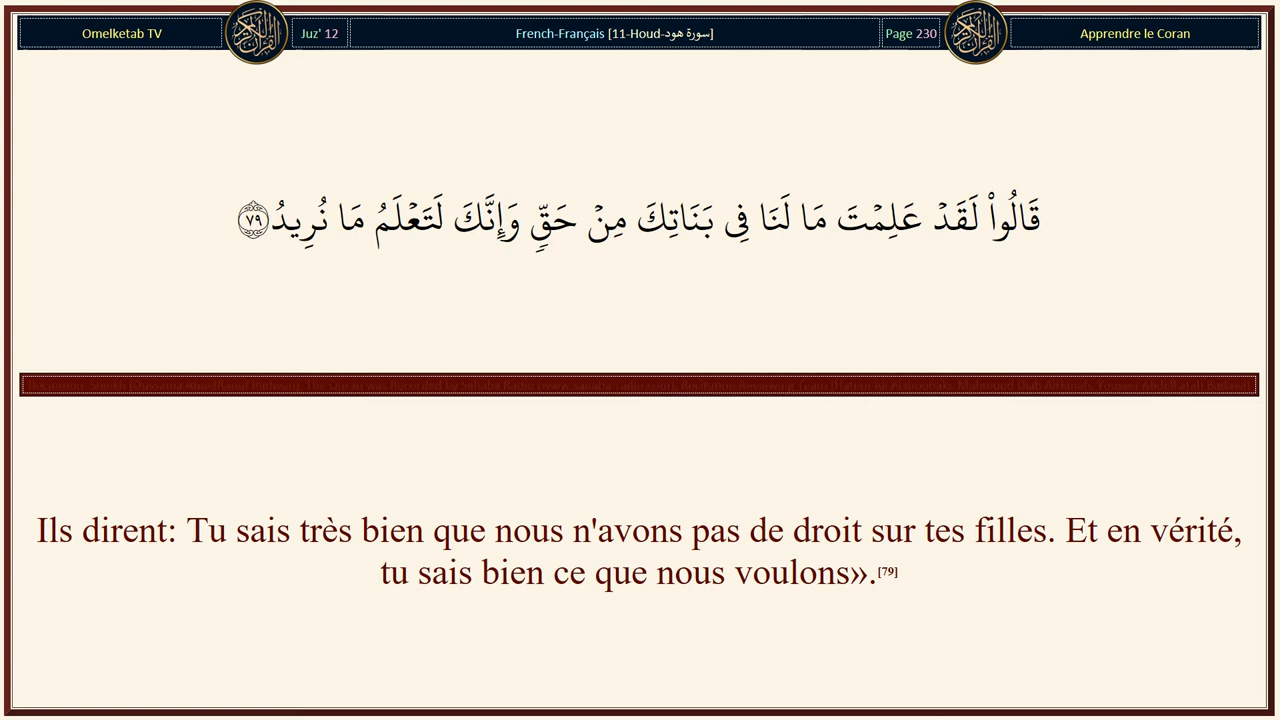 Omelketab TV
Juz' 12
French-Français [11-Houd-سورة هود]
Page 230
Apprendre le Coran
قَالُوا۟ لَقَدْ عَلِمْتَ مَا لَنَا فِى بَنَاتِكَ مِنْ حَقٍّ وَإِنَّكَ لَتَعْلَمُ مَا نُرِيدُ ٧٩
Ils dirent: Tu sais très bien que nous n'avons pas de droit sur tes filles. Et en vérité,
tu sais bien ce que nous voulons».[79]